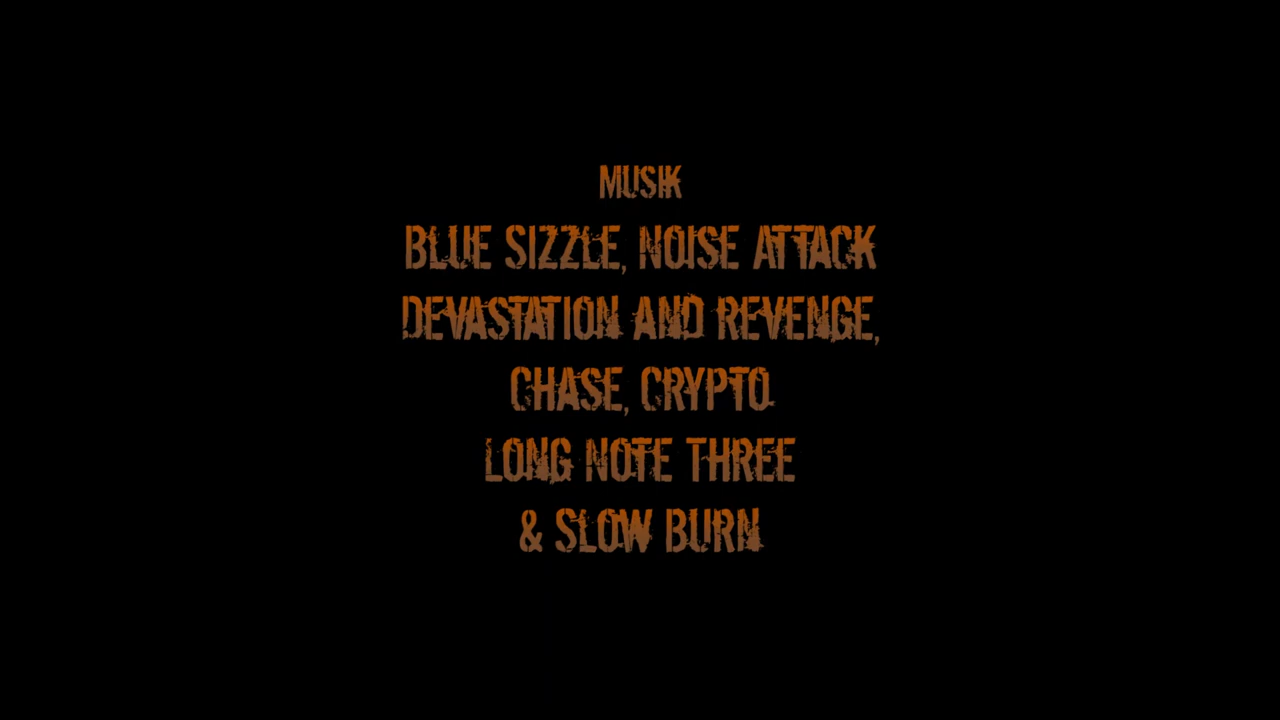 MUSIK
BLUE SIZZLE, NOISE ATTACK
DEVASTATION AND REVENGE,
CHASE, CRYPTO
LONG NOTE THREE
& SLOW BURN